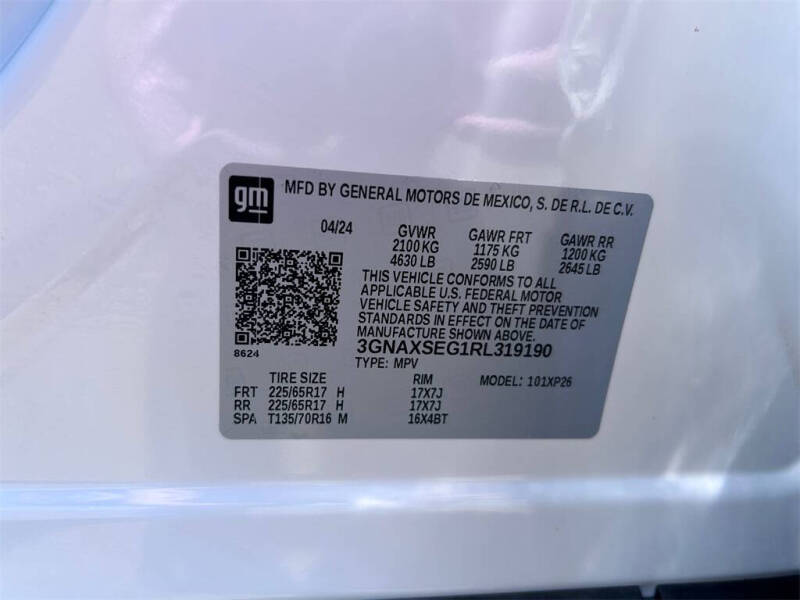 gm MFD BY GENERAL MOTORS DE MEXICO, S. DE R.L. DE C.V.
04/24 GVWR GAWR FRT GAWR RR
2100 KG 1175 KG 1200 KG
4630 LB 2590 LB 2645 LB
THIS VEHICLE CONFORMS TO ALL
APPLICABLE U.S. FEDERAL MOTOR
VEHICLE SAFETY AND THEFT PREVENTION
STANDARDS IN EFFECT ON THE DATE OF
MANUFACTURE SHOWN ABOVE.
8624 3GNAXSEG1RL319190
TYPE: MPV
TIRE SIZE RIM MODEL: 101XP26
FRT 225/65R17 H 17X7J
RR 225/65R17 H 17X7J
SPA T135/70R16 M 16X4BT